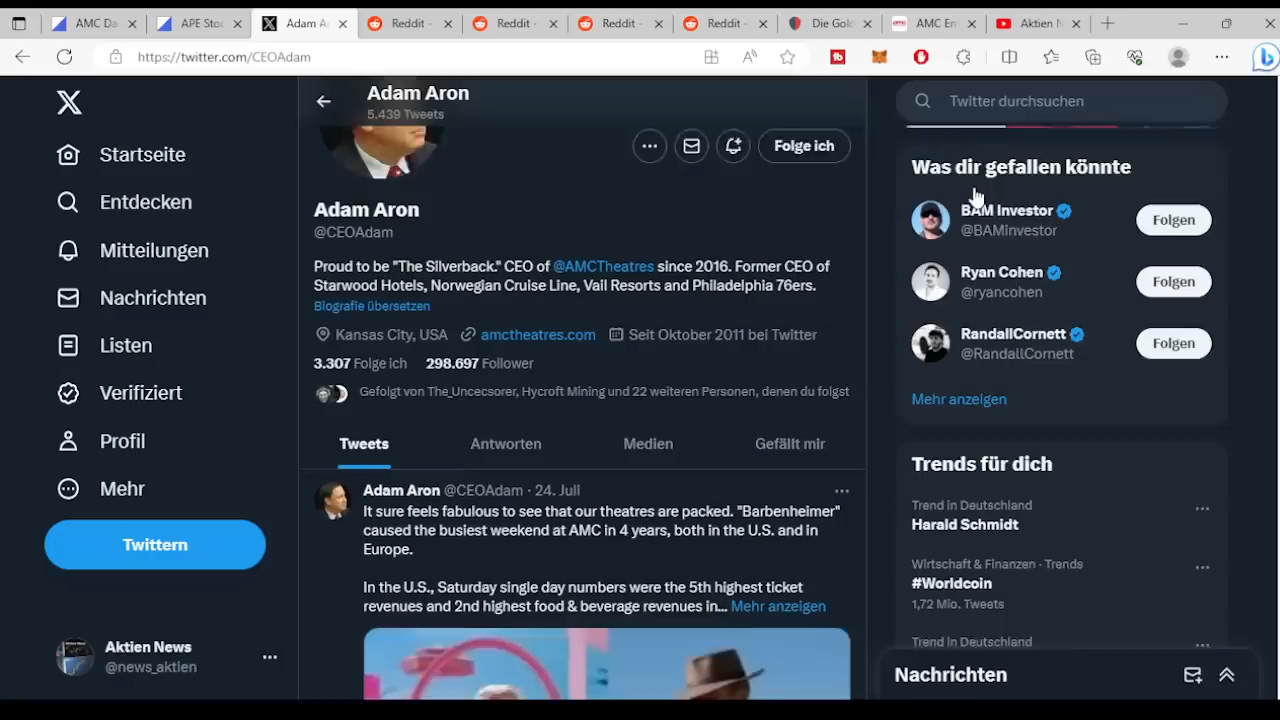 AMC Da
APE Stoc
Adam A
Reddit -
Reddit -
Reddit -
Reddit -
Die Gol
AMC En
Aktien N
https://twitter.com/CEOAdam
Startseite
Entdecken
Mitteilungen
Nachrichten
Listen
Verifiziert
Profil
Mehr
Twittern
Aktien News
@news_aktien
Adam Aron
5.439 Tweets
Folge ich
Adam Aron
@CEOAdam
Proud to be "The Silverback." CEO of @AMCTheatres since 2016. Former CEO of
Starwood Hotels, Norwegian Cruise Line, Vail Resorts and Philadelphia 76ers.
Biografie übersetzen
Kansas City, USA amctheatres.com Seit Oktober 2011 bei Twitter
3.307 Folge ich 298.697 Follower
Gefolgt von The_Uncecsorer, Hycroft Mining und 22 weiteren Personen, denen du folgst
Tweets Antworten Medien Gefällt mir
Adam Aron @CEOAdam · 24. Juli
It sure feels fabulous to see that our theatres are packed. "Barbenheimer"
caused the busiest weekend at AMC in 4 years, both in the U.S. and in
Europe.
In the U.S., Saturday single day numbers were the 5th highest ticket
revenues and 2nd highest food & beverage revenues in... Mehr anzeigen
Twitter durchsuchen
Was dir gefallen könnte
BAM Investor
@BAMinvestor
Folgen
Ryan Cohen
@ryancohen
Folgen
RandallCornett
@RandallCornett
Folgen
Mehr anzeigen
Trends für dich
Trend in Deutschland
Harald Schmidt
Wirtschaft & Finanzen · Trends
#Worldcoin
1,72 Mio. Tweets
Trend in Deutschland
Nachrichten